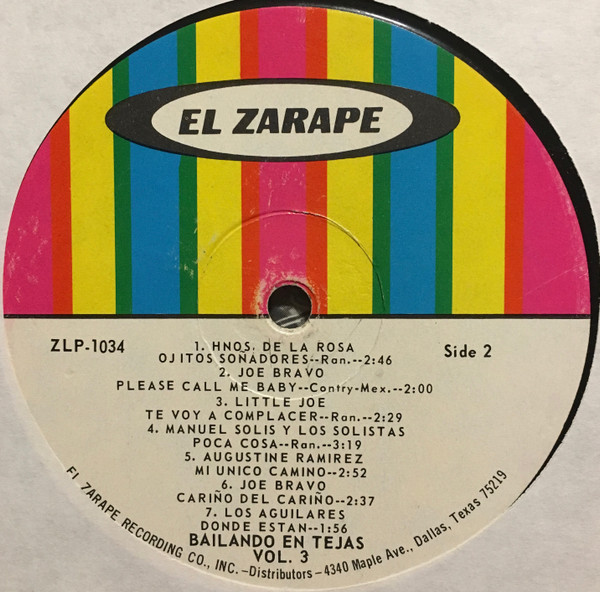 EL ZARAPE
ZLP-1034
Side 2
1. HNOS. DE LA ROSA
OJITOS SOÑADORES--Ran.--2:46
2. JOE BRAVO
PLEASE CALL ME BABY--Contry-Mex.--2:00
3. LITTLE JOE
TE VOY A COMPLACER--Ran.--2:29
4. MANUEL SOLIS Y LOS SOLISTAS
POCA COSA--Ran.--3:19
5. AUGUSTINE RAMIREZ
MI UNICO CAMINO--2:52
6. JOE BRAVO
CARIÑO DEL CARIÑO--2:37
7. LOS AGUILARES
DONDE ESTAN--1:56
BAILANDO EN TEJAS
VOL. 3
EL ZARAPE RECORDING CO., INC. -Distributors- 4340 Maple Ave., Dallas, Texas 75219